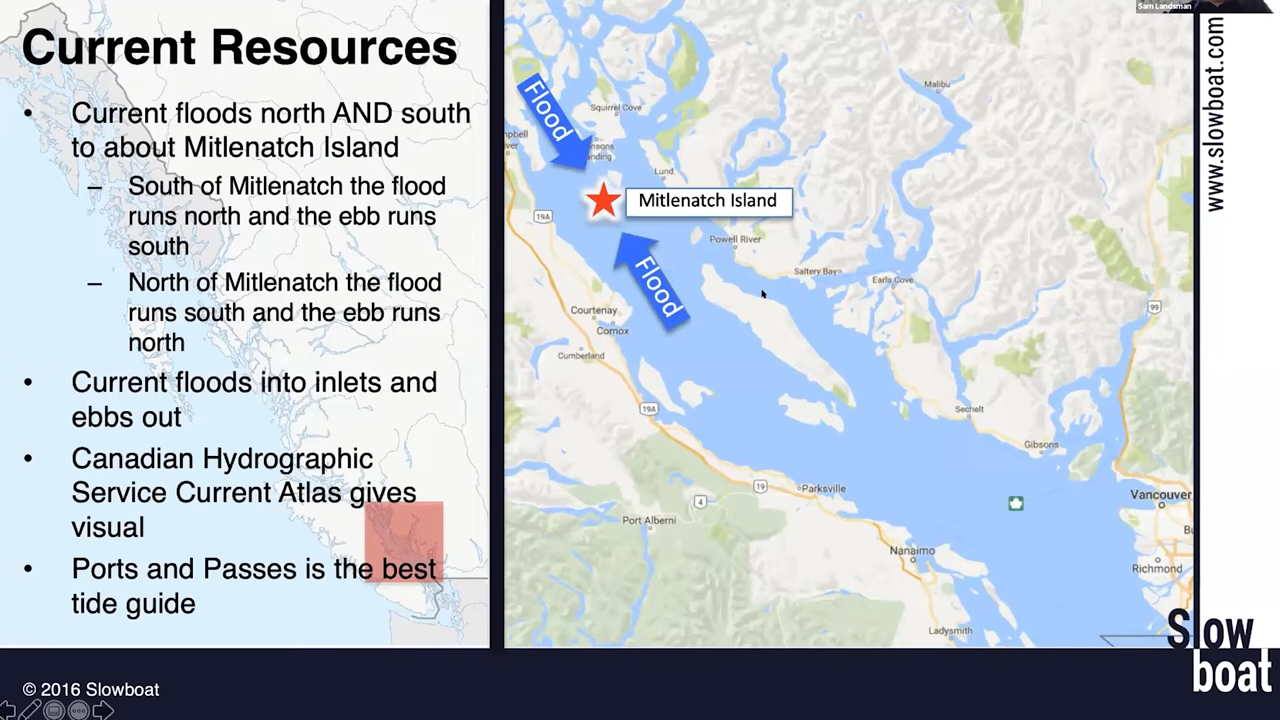 Sam Landsman
Current Resources
• Current floods north AND south
to about Mitlenatch Island
– South of Mitlenatch the flood
runs north and the ebb runs
south
– North of Mitlenatch the flood
runs south and the ebb runs
north
• Current floods into inlets and
ebbs out
• Canadian Hydrographic
Service Current Atlas gives
visual
• Ports and Passes is the best
tide guide
Flood
Squirrel Cove
Malibu
Lund
Mitlenatch Island
19A
Powell River
Saltery Bay
Earls Cove
Flood
Courtenay
Comox
Cumberland
99
19A
Sechelt
Gibsons
19
Parksville
4
Port Alberni
Vancouver
Nanaimo
Richmond
Ladysmith
www.slowboat.com
Slow
boat
© 2016 Slowboat